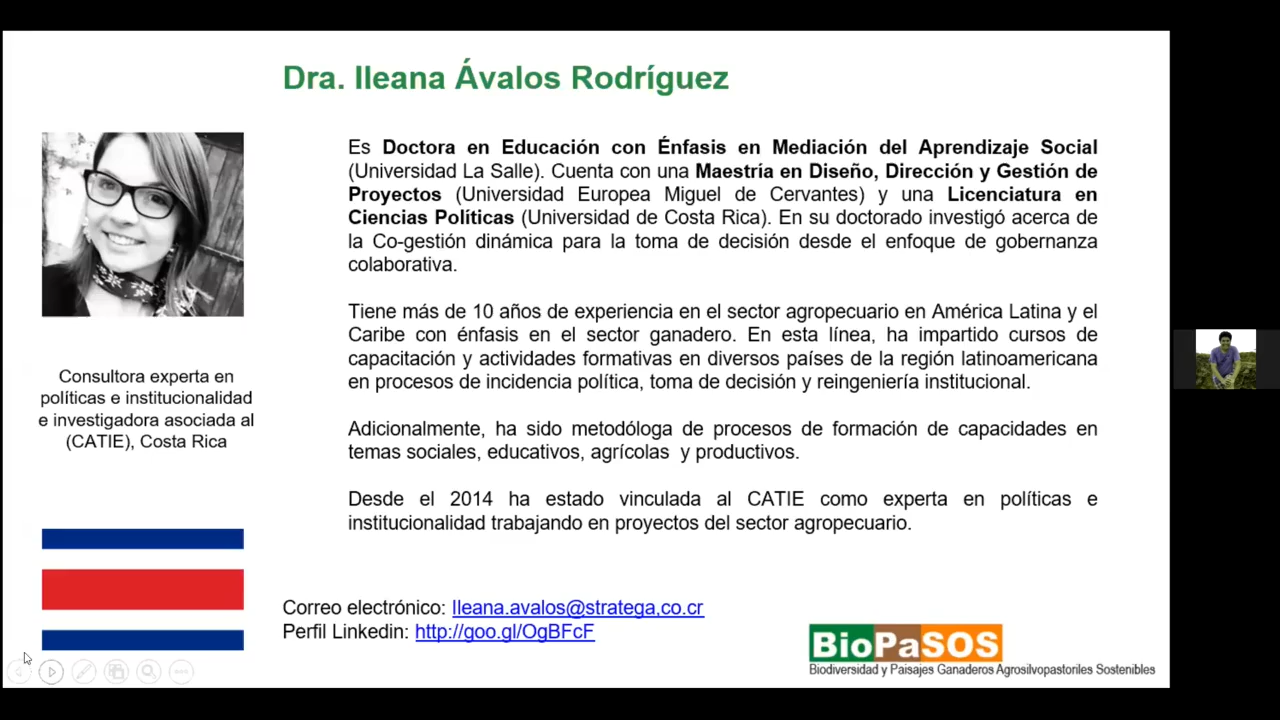 Dra. Ileana Ávalos Rodríguez
Es Doctora en Educación con Énfasis en Mediación del Aprendizaje Social
(Universidad La Salle). Cuenta con una Maestría en Diseño, Dirección y Gestión de
Proyectos (Universidad Europea Miguel de Cervantes) y una Licenciatura en
Ciencias Políticas (Universidad de Costa Rica). En su doctorado investigó acerca de
la Co-gestión dinámica para la toma de decisión desde el enfoque de gobernanza
colaborativa.
Tiene más de 10 años de experiencia en el sector agropecuario en América Latina y el
Caribe con énfasis en el sector ganadero. En esta línea, ha impartido cursos de
capacitación y actividades formativas en diversos países de la región latinoamericana
en procesos de incidencia política, toma de decisión y reingeniería institucional.
Adicionalmente, ha sido metodóloga de procesos de formación de capacidades en
temas sociales, educativos, agrícolas y productivos.
Desde el 2014 ha estado vinculada al CATIE como experta en políticas e
institucionalidad trabajando en proyectos del sector agropecuario.
Consultora experta en
políticas e institucionalidad
e investigadora asociada al
(CATIE), Costa Rica
Correo electrónico: Ileana.avalos@stratega,co.cr
Perfil Linkedin: http://goo.gl/OgBFcF
BioPaSOS
Biodiversidad y Paisajes Ganaderos Agrosilvopastoriles Sostenibles